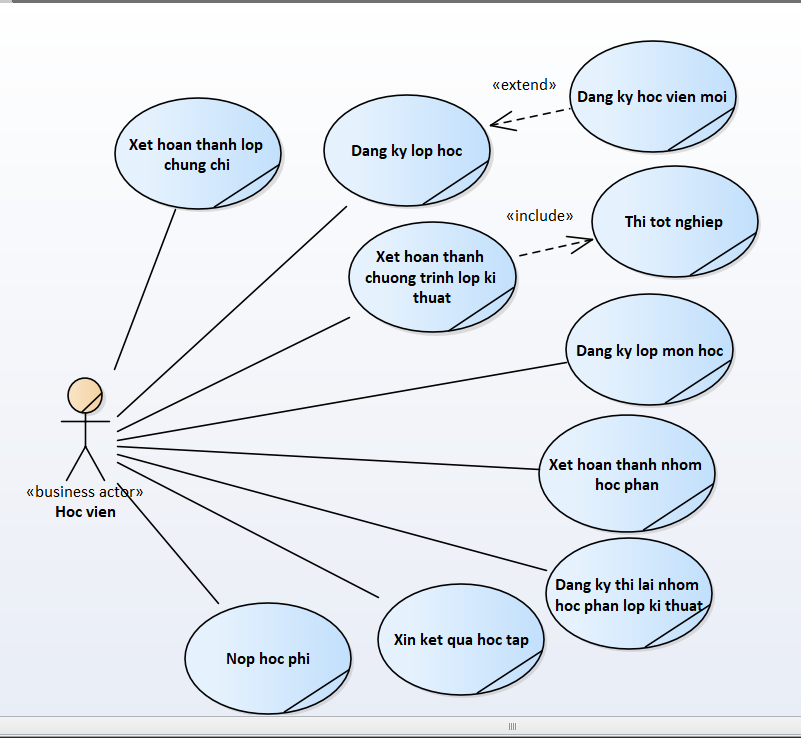 «extend»
Dang ky hoc vien moi
Xet hoan thanh lop
chung chi
Dang ky lop hoc
«include»
Thi tot nghiep
Xet hoan thanh
chuong trinh lop ki
thuat
Dang ky lop mon hoc
Xet hoan thanh nhom
hoc phan
«business actor»
Hoc vien
Dang ky thi lai nhom
hoc phan lop ki thuat
Nop hoc phi
Xin ket qua hoc tap